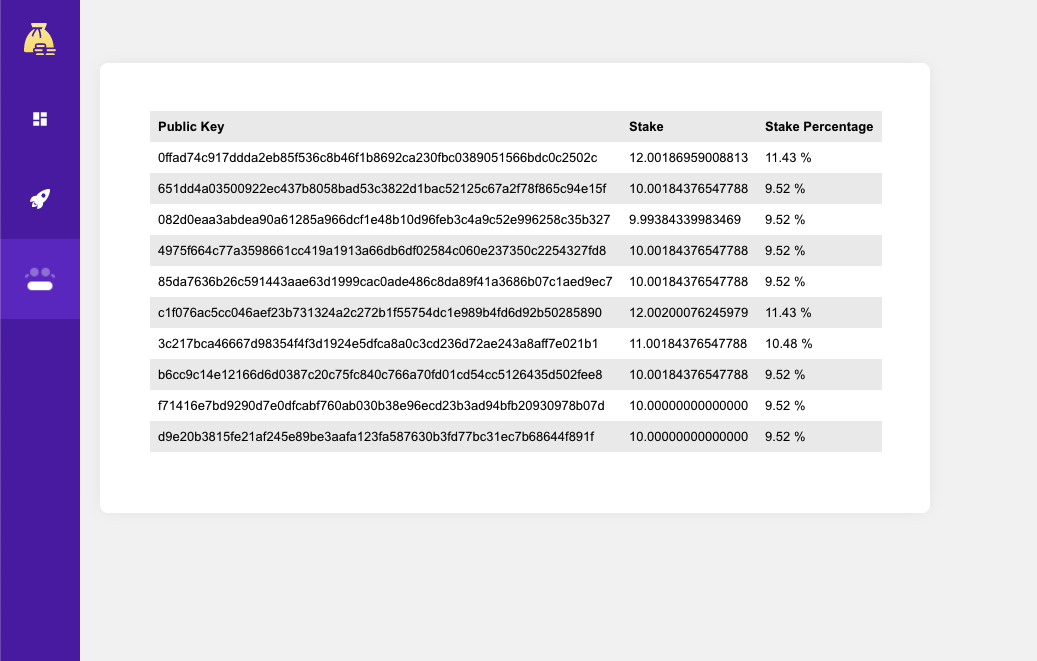 Public Key Stake Stake Percentage
0ffad74c917ddda2eb85f536c8b46f1b8692ca230fbc0389051566bdc0c2502c 12.00186959008813 11.43 %
651dd4a03500922ec437b8058bad53c3822d1bac52125c67a2f78f865c94e15f 10.00184376547788 9.52 %
082d0eaa3abdea90a61285a966dcf1e48b10d96feb3c4a9c52e996258c35b327 9.99384339983469 9.52 %
4975f664c77a3598661cc419a1913a66db6df02584c060e237350c2254327fd8 10.00184376547788 9.52 %
85da7636b26c591443aae63d1999cac0ade486c8da89f41a3686b07c1aed9ec7 10.00184376547788 9.52 %
c1f076ac5cc046aef23b731324a2c272b1f55754dc1e989b4fd6d92b50285890 12.00200076245979 11.43 %
3c217bca46667d98354f4f3d1924e5dfca8a0c3cd236d72ae243a8aff7e021b1 11.00184376547788 10.48 %
b6cc9c14e12166d6d0387c20c75fc840c766a70fd01cd54cc5126435d502fee8 10.00184376547788 9.52 %
f71416e7bd9290d7e0dfcabf760ab030b38e96ecd23b3ad94bfb20930978b07d 10.00000000000000 9.52 %
d9e20b3815fe21af245e89be3aafa123fa587630b3fd77bc31ec7b68644f891f 10.00000000000000 9.52 %